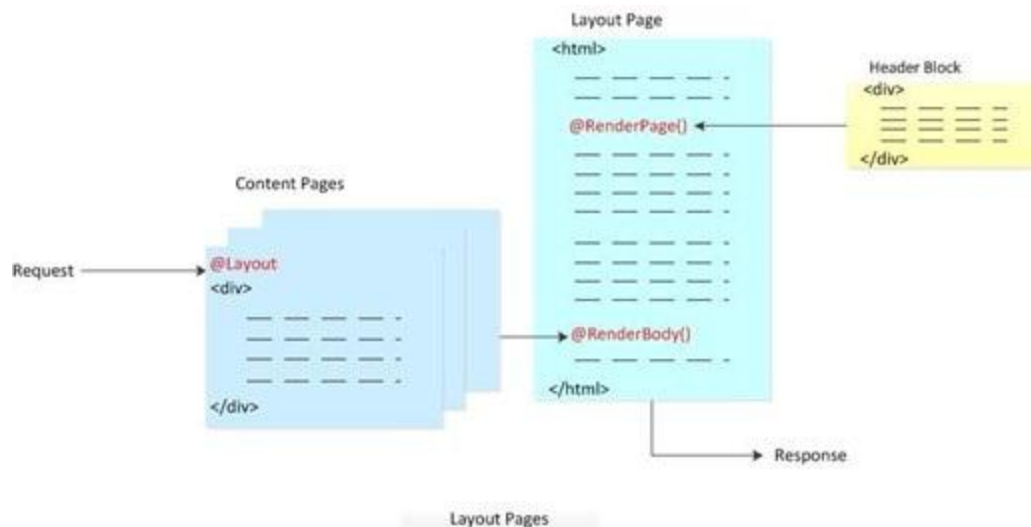 Layout Page
<html>
@RenderPage()
@RenderBody()
</html>
Header Block
<div>
</div>
Content Pages
Request
@Layout
<div>
</div>
Response
Layout Pages